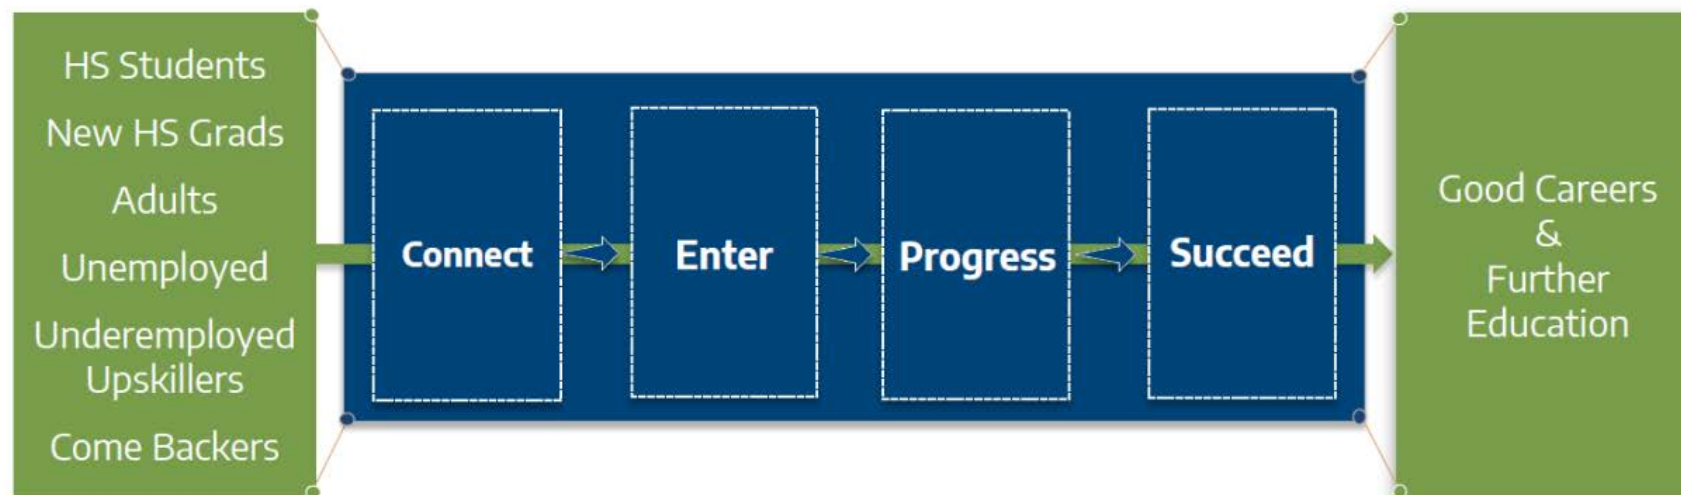 HS Students
New HS Grads
Adults
Unemployed
Underemployed
Upskillers
Come Backers
Connect
Enter
Progress
Succeed
Good Careers
&
Further
Education